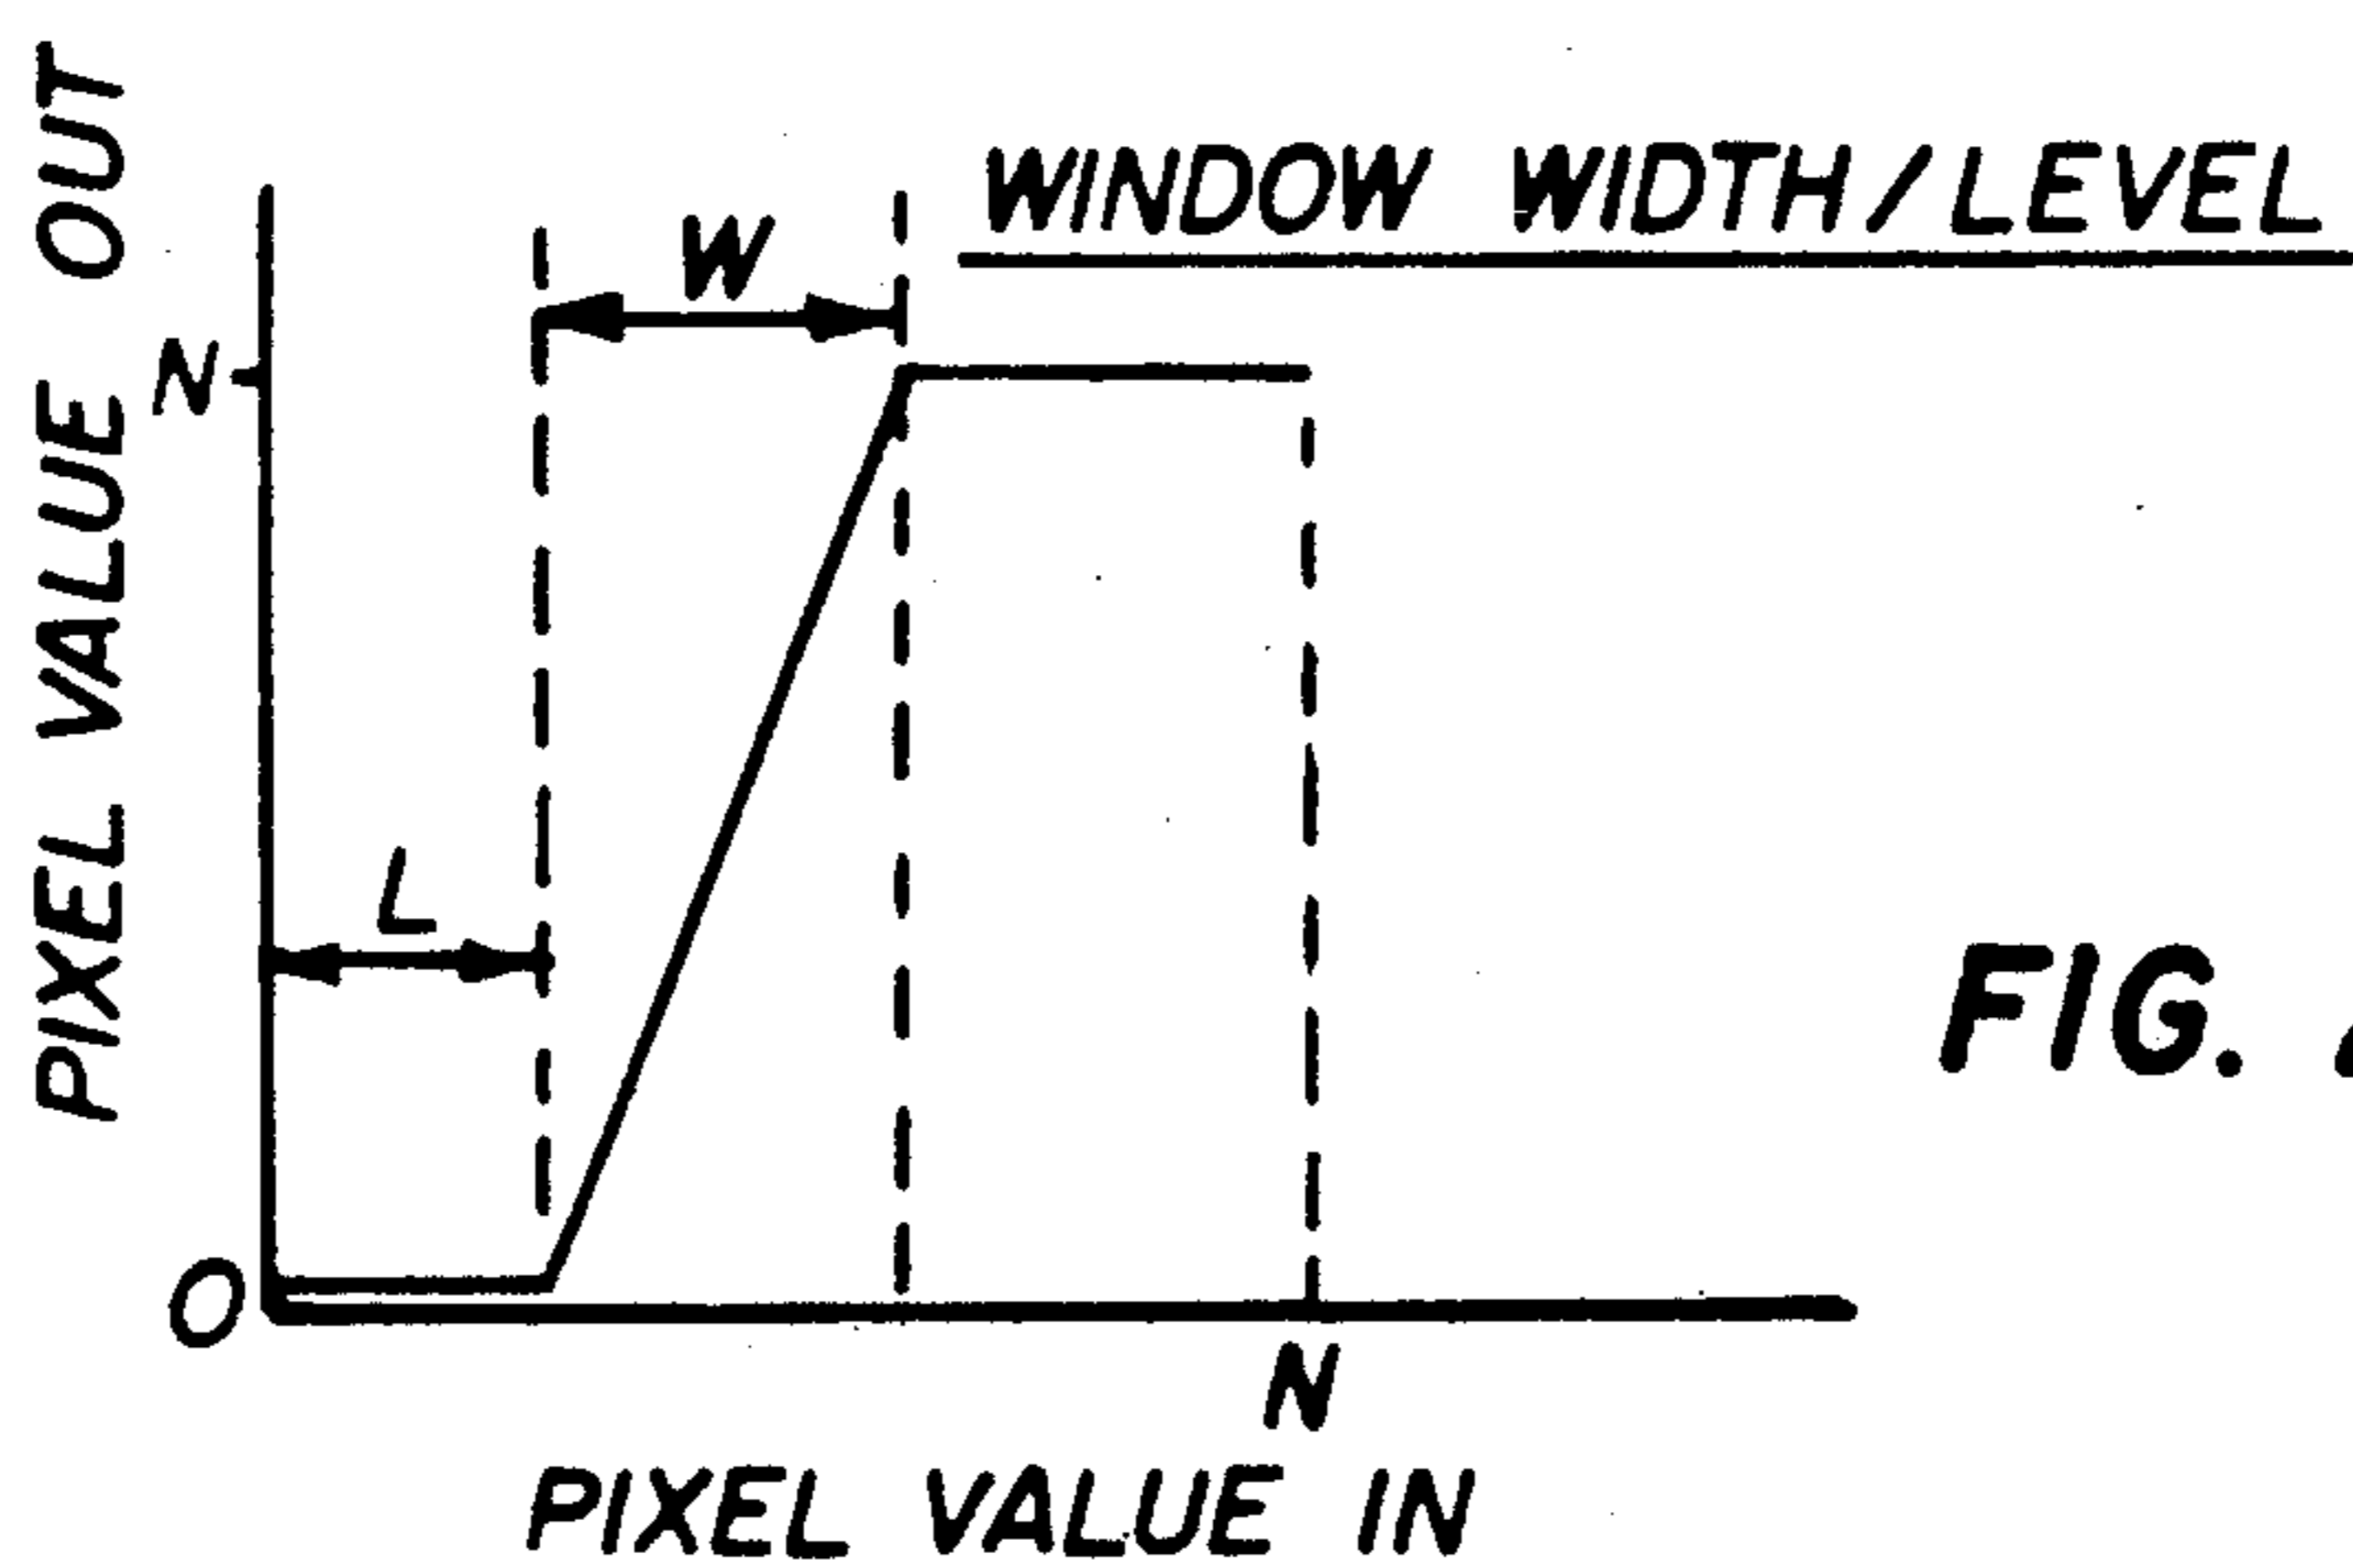 WINDOW WIDTH/LEVEL
PIXEL VALUE OUT
N
W
L
O
N
PIXEL VALUE IN
FIG.